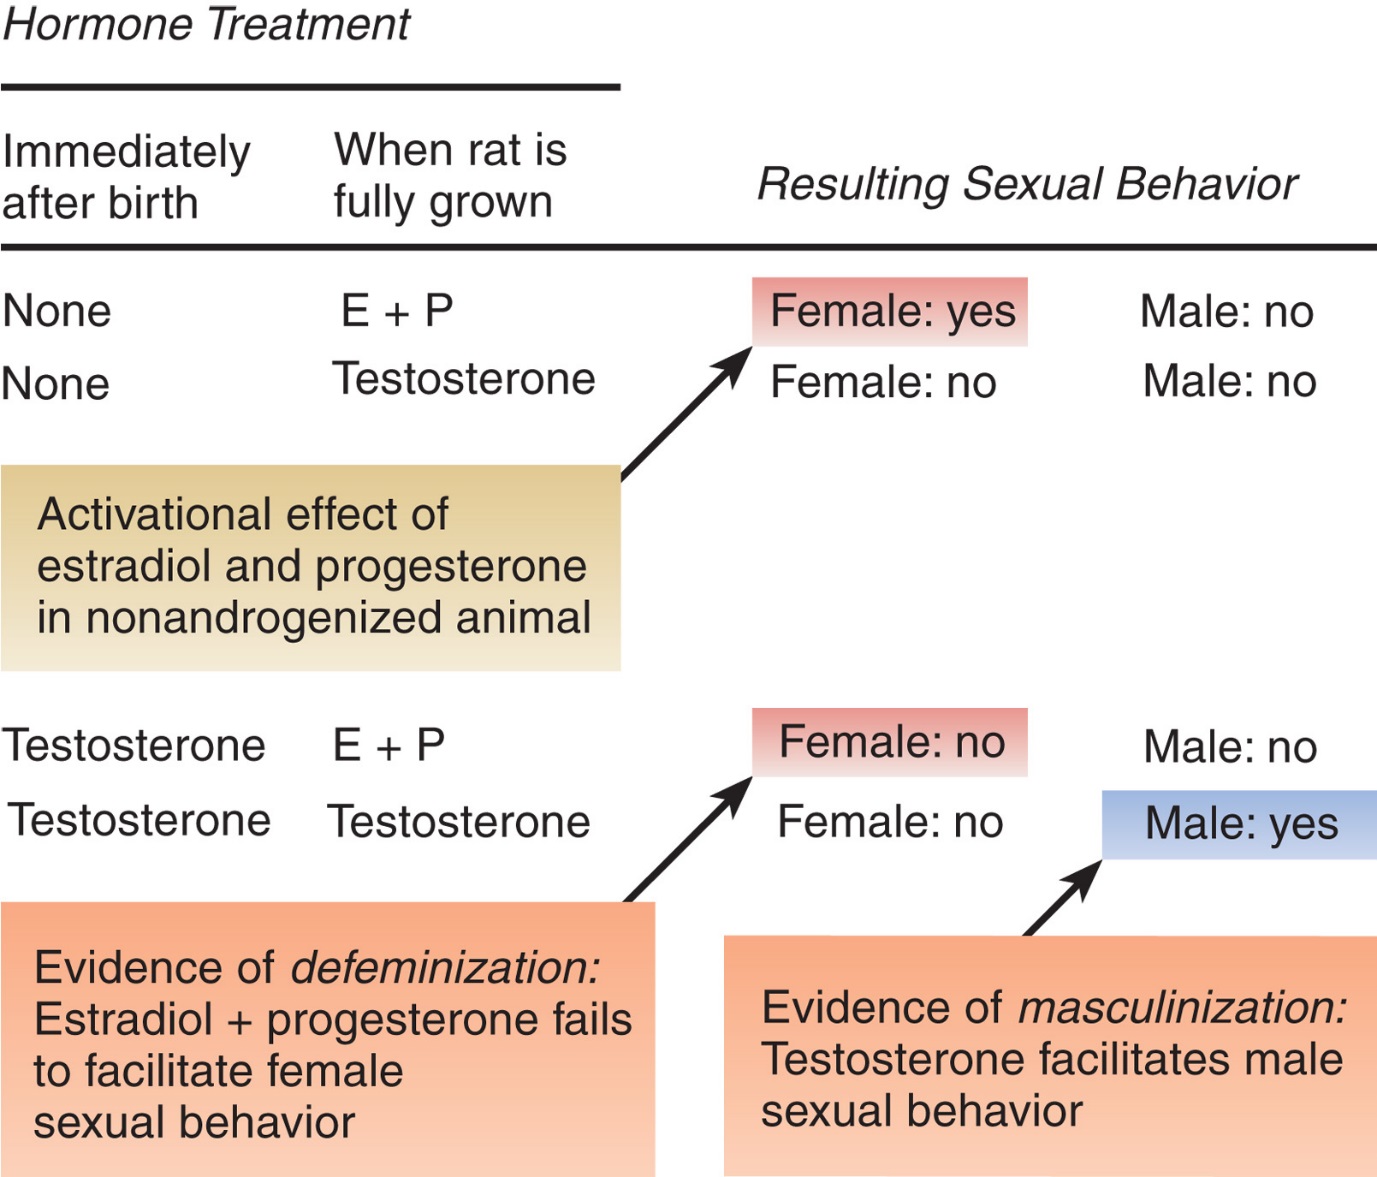 Hormone Treatment
Immediately
after birth
When rat is
fully grown
Resulting Sexual Behavior
None E + P Female: yes Male: no
None Testosterone Female: no Male: no
Activational effect of
estradiol and progesterone
in nonandrogenized animal
Testosterone E + P Female: no Male: no
Testosterone Testosterone Female: no Male: yes
Evidence of defeminization:
Estradiol + progesterone fails
to facilitate female
sexual behavior
Evidence of masculinization:
Testosterone facilitates male
sexual behavior